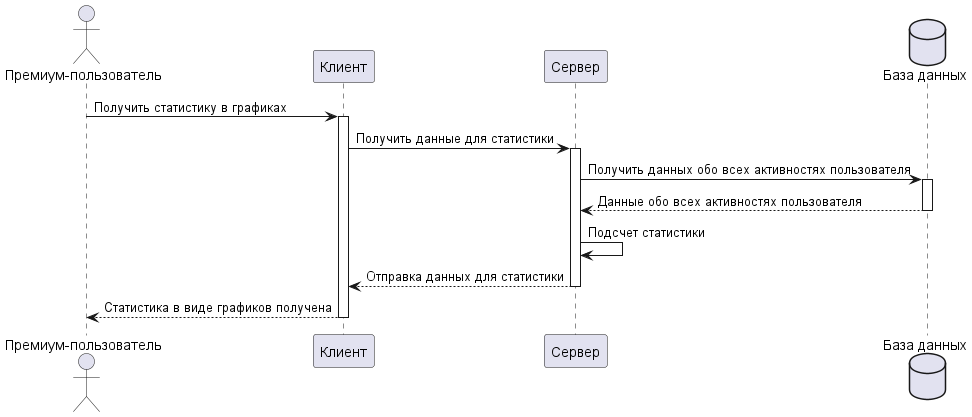 Премиум-пользователь
Клиент
Сервер
База данных
Получить статистику в графиках
Получить данные для статистики
Получить данных обо всех активностях пользователя
Данные обо всех активностях пользователя
Подсчет статистики
Отправка данных для статистики
Статистика в виде графиков получена
Премиум-пользователь
Клиент
Сервер
База данных